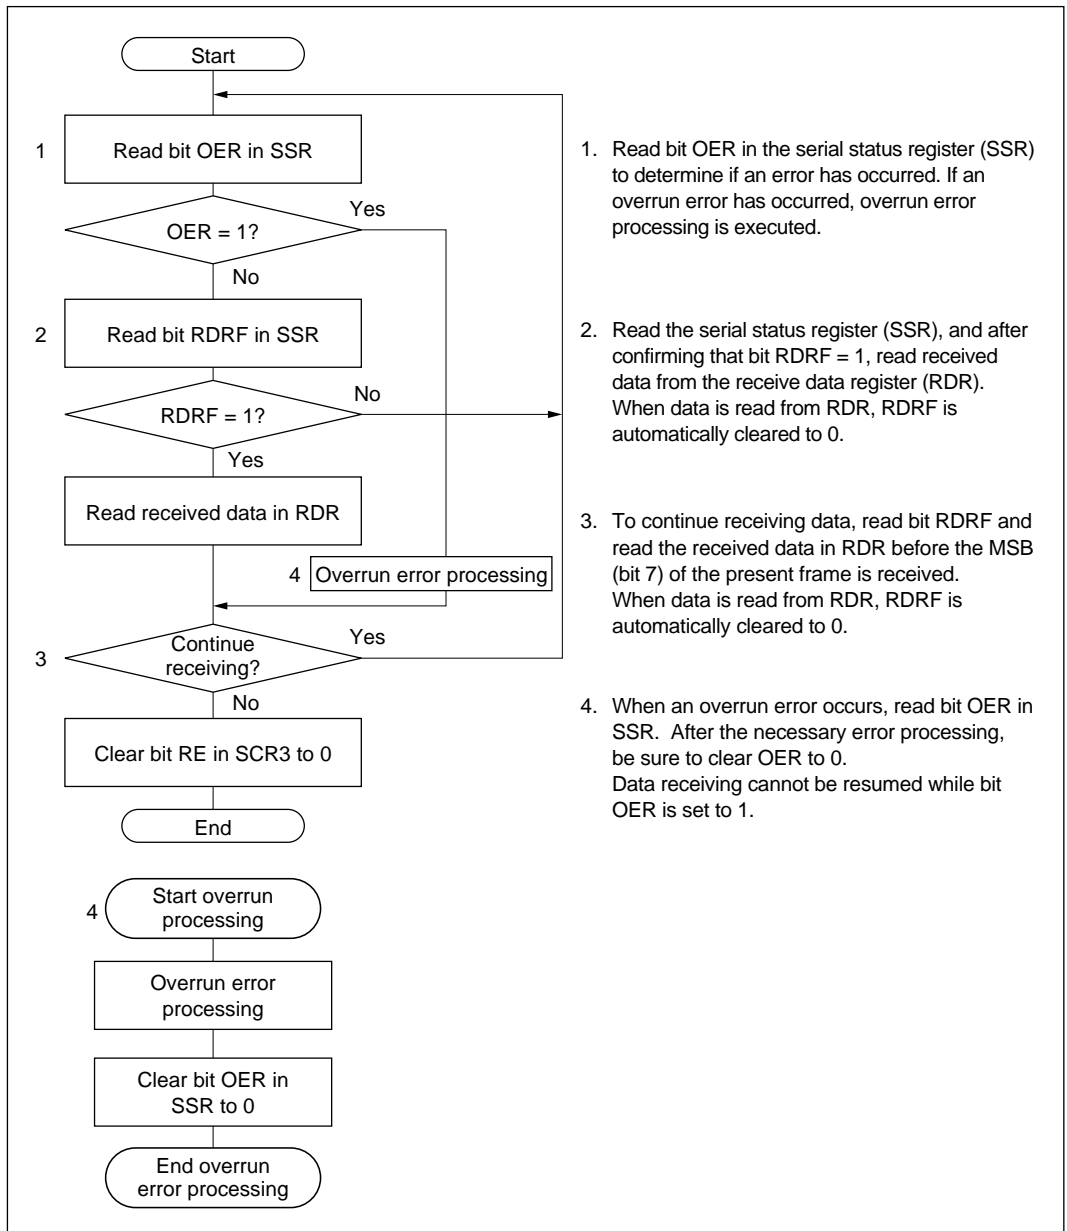 Start
1
Read bit OER in SSR
Yes
OER = 1?
No
2
Read bit RDRF in SSR
No
RDRF = 1?
Yes
Read received data in RDR
4
Overrun error processing
Yes
Continue
receiving?
3
No
Clear bit RE in SCR3 to 0
End
4
Start overrun
processing
Overrun error
processing
Clear bit OER in
SSR to 0
End overrun
error processing
1. Read bit OER in the serial status register (SSR)
to determine if an error has occurred. If an
overrun error has occurred, overrun error
processing is executed.
2. Read the serial status register (SSR), and after
confirming that bit RDRF = 1, read received
data from the receive data register (RDR).
When data is read from RDR, RDRF is
automatically cleared to 0.
3. To continue receiving data, read bit RDRF and
read the received data in RDR before the MSB
(bit 7) of the present frame is received.
When data is read from RDR, RDRF is
automatically cleared to 0.
4. When an overrun error occurs, read bit OER in
SSR. After the necessary error processing,
be sure to clear OER to 0.
Data receiving cannot be resumed while bit
OER is set to 1.